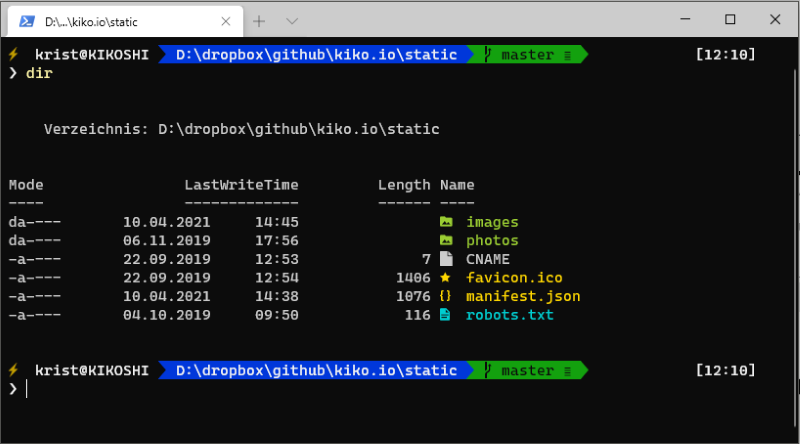 D:\...\kiko.io\static
krist@KIKOSHI D:\dropbox\github\kiko.io\static master ≡ [12:10]
❯ dir
Verzeichnis: D:\dropbox\github\kiko.io\static
Mode LastWriteTime Length Name
---- ------------- ------ ----
da---- 10.04.2021 14:45 images
da---- 06.11.2019 17:56 photos
-a---- 22.09.2019 12:53 7 CNAME
-a---- 22.09.2019 12:54 1406 favicon.ico
-a---- 10.04.2021 14:38 1076 {} manifest.json
-a---- 04.10.2019 09:50 116 robots.txt
krist@KIKOSHI D:\dropbox\github\kiko.io\static master ≡ [12:10]
❯